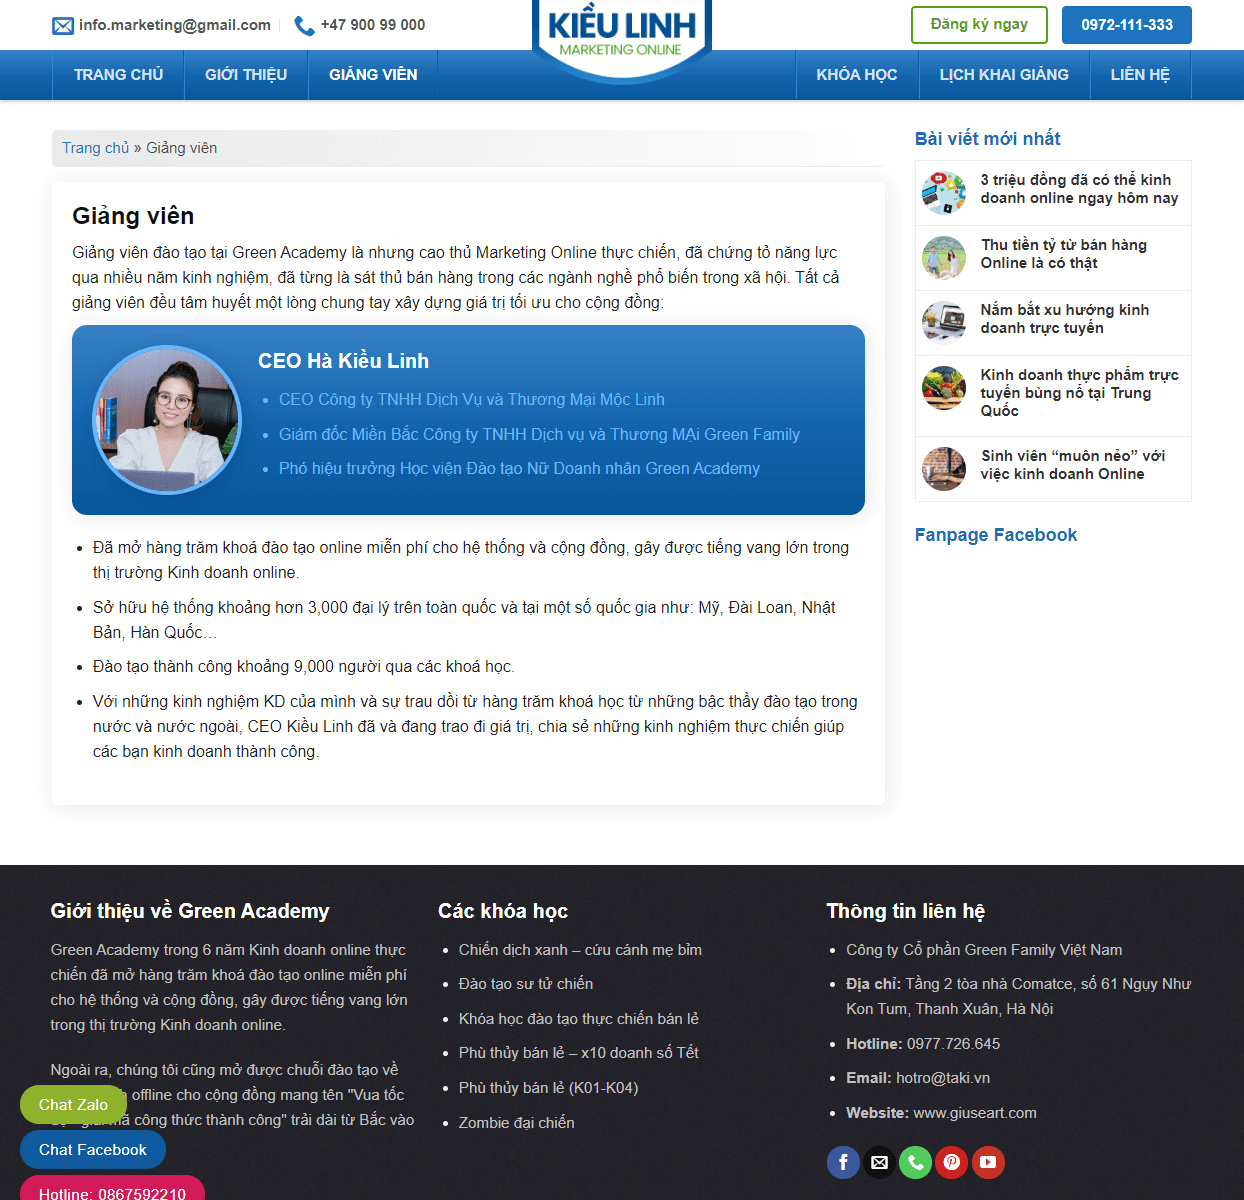 info.marketing@gmail.com
+47 900 99 000
KIỀU LINH
MARKETING ONLINE
Đăng ký ngay
0972-111-333
TRANG CHỦ
GIỚI THIỆU
GIẢNG VIÊN
KHÓA HỌC
LỊCH KHAI GIẢNG
LIÊN HỆ
Trang chủ » Giảng viên
Giảng viên
Giảng viên đào tạo tại Green Academy là nhưng cao thủ Marketing Online thực chiến, đã chứng tỏ năng lực
qua nhiều năm kinh nghiệm, đã từng là sát thủ bán hàng trong các ngành nghề phổ biến trong xã hội. Tất cả
giảng viên đều tâm huyết một lòng chung tay xây dựng giá trị tối ưu cho cộng đồng:
CEO Hà Kiều Linh
CEO Công ty TNHH Dịch Vụ và Thương Mại Mộc Linh
Giám đốc Miền Bắc Công ty TNHH Dịch vụ và Thương MẠi Green Family
Phó hiệu trưởng Học viện Đào tạo Nữ Doanh nhân Green Academy
Đã mở hàng trăm khoá đào tạo online miễn phí cho hệ thống và cộng đồng, gây được tiếng vang lớn trong
thị trường Kinh doanh online.
Sở hữu hệ thống khoảng hơn 3,000 đại lý trên toàn quốc và tại một số quốc gia như: Mỹ, Đài Loan, Nhật
Bản, Hàn Quốc…
Đào tạo thành công khoảng 9,000 người qua các khoá học.
Với những kinh nghiệm KD của mình và sự trau dồi từ hàng trăm khoá học từ những bậc thầy đào tạo trong
nước và nước ngoài, CEO Kiều Linh đã và đang trao đi giá trị, chia sẻ những kinh nghiệm thực chiến giúp
các bạn kinh doanh thành công.
Bài viết mới nhất
3 triệu đồng đã có thể kinh
doanh online ngay hôm nay
Thu tiền tỷ từ bán hàng
Online là có thật
Nắm bắt xu hướng kinh
doanh trực tuyến
Kinh doanh thực phẩm trực
tuyến bùng nổ tại Trung
Quốc
Sinh viên “muôn nẻo” với
việc kinh doanh Online
Fanpage Facebook
Giới thiệu về Green Academy
Green Academy trong 6 năm Kinh doanh online thực
chiến đã mở hàng trăm khoá đào tạo online miễn phí
cho hệ thống và cộng đồng, gây được tiếng vang lớn
trong thị trường Kinh doanh online.
Ngoài ra, chúng tôi cũng mở được chuỗi đào tạo về
offline cho cộng đồng mang tên "Vua tốc
mã công thức thành công" trải dài từ Bắc vào
Chat Zalo
Chat Facebook
Hotline: 0867592210
Các khóa học
Chiến dịch xanh – cứu cánh mẹ bỉm
Đào tạo sư tử chiến
Khóa học đào tạo thực chiến bán lẻ
Phù thủy bán lẻ – x10 doanh số Tết
Phù thủy bán lẻ (K01-K04)
Zombie đại chiến
Thông tin liên hệ
Công ty Cổ phần Green Family Việt Nam
Địa chỉ: Tầng 2 tòa nhà Comatce, số 61 Ngụy Như
Kon Tum, Thanh Xuân, Hà Nội
Hotline: 0977.726.645
Email: hotro@taki.vn
Website: www.giuseart.com